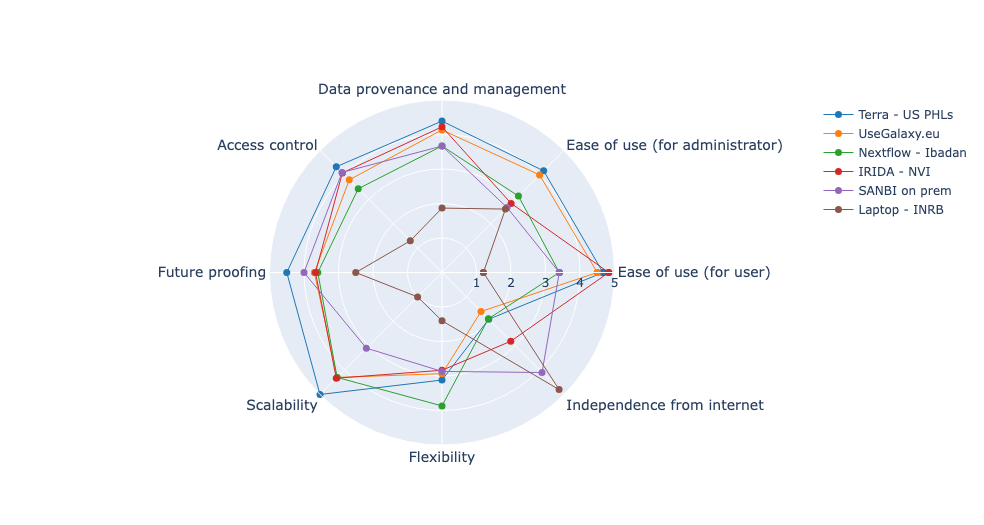 Data provenance and management
Access control
Ease of use (for administrator)
Future proofing
Ease of use (for user)
1 2 3 4 5
Scalability
Independence from internet
Flexibility
Terra - US PHLs
UseGalaxy.eu
Nextflow - Ibadan
IRIDA - NVI
SANBI on prem
Laptop - INRB